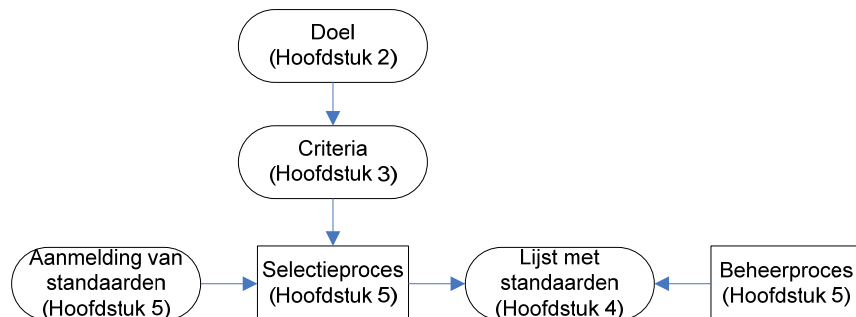 Doel
(Hoofdstuk 2)
Criteria
(Hoofdstuk 3)
Aanmelding van
standaarden
(Hoofdstuk 5)
Selectieproces
(Hoofdstuk 5)
Lijst met
standaarden
(Hoofdstuk 4)
Beheerproces
(Hoofdstuk 5)